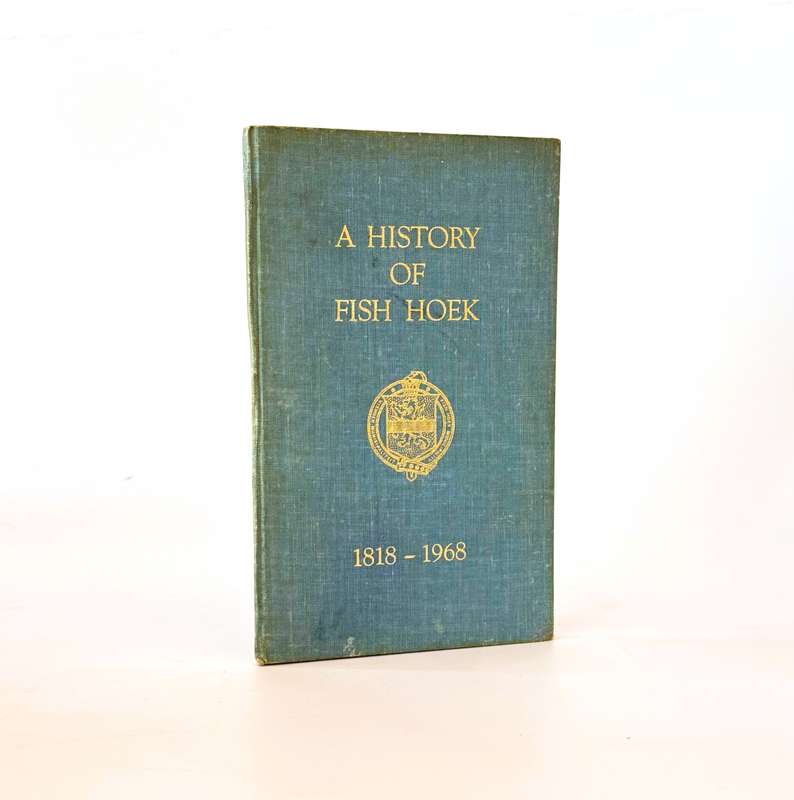 A HISTORY
OF
FISH HOEK
1818 – 1968